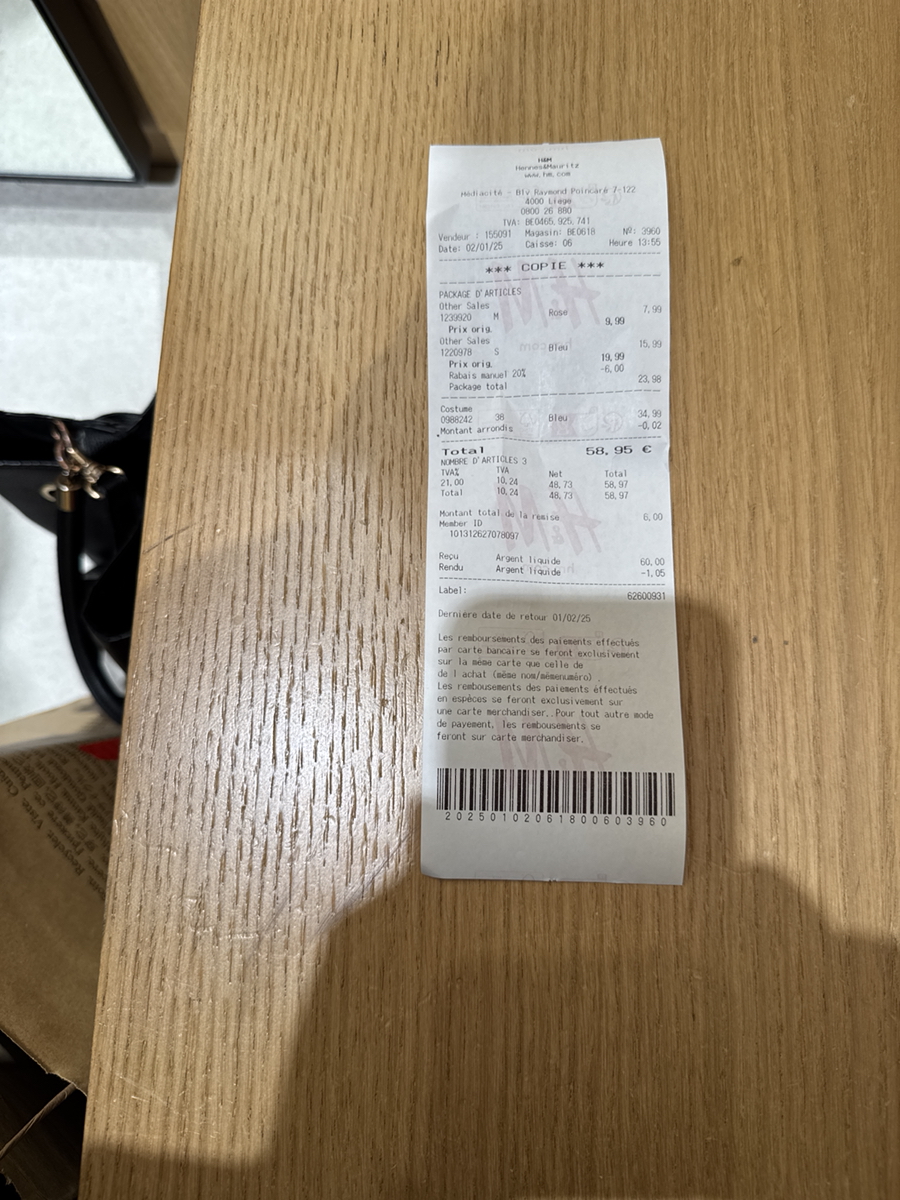 H&M
Hennes&Mauritz
www.hm.com
Médiacité - Blv Raymond Poincaré 7-122
4000 Liège
0800 26 880
TVA: BE0465.925.741
Vendeur : 155091 Magasin: BE0618 Nº: 3960
Date: 02/01/25 Caisse: 06 Heure 13:55
*** COPIE ***
PACKAGE D'ARTICLES
Other Sales 7,99
1239920 M Rose
Prix orig. 9,99
Other Sales 15,99
1220978 S Bleu
Prix orig. 19,99
Rabais manuel 20% -6,00
Package total 23,98
Costume 34,99
0988242 38 Bleu
Montant arrondis -0,02
Total 58,95 €
NOMBRE D'ARTICLES 3
TVA% TVA Net Total
21,00 10,24 48,73 58,97
Total 10,24 48,73 58,97
Montant total de la remise 6,00
Member ID
101312627078097
Reçu Argent liquide 60,00
Rendu Argent liquide -1,05
Label: 62600931
Dernière date de retour 01/02/25
Les remboursements des paiements effectués
par carte bancaire se feront exclusivement
sur la même carte que celle de
de l achat (même nom/mêmenuméro) .
Les rembousements des paiements éffectués
en espèces se feront exclusivement sur
une carte merchandiser..Pour tout autre mode
de payement, les rembousements se
feront sur carte merchandiser.
20250102061800603960